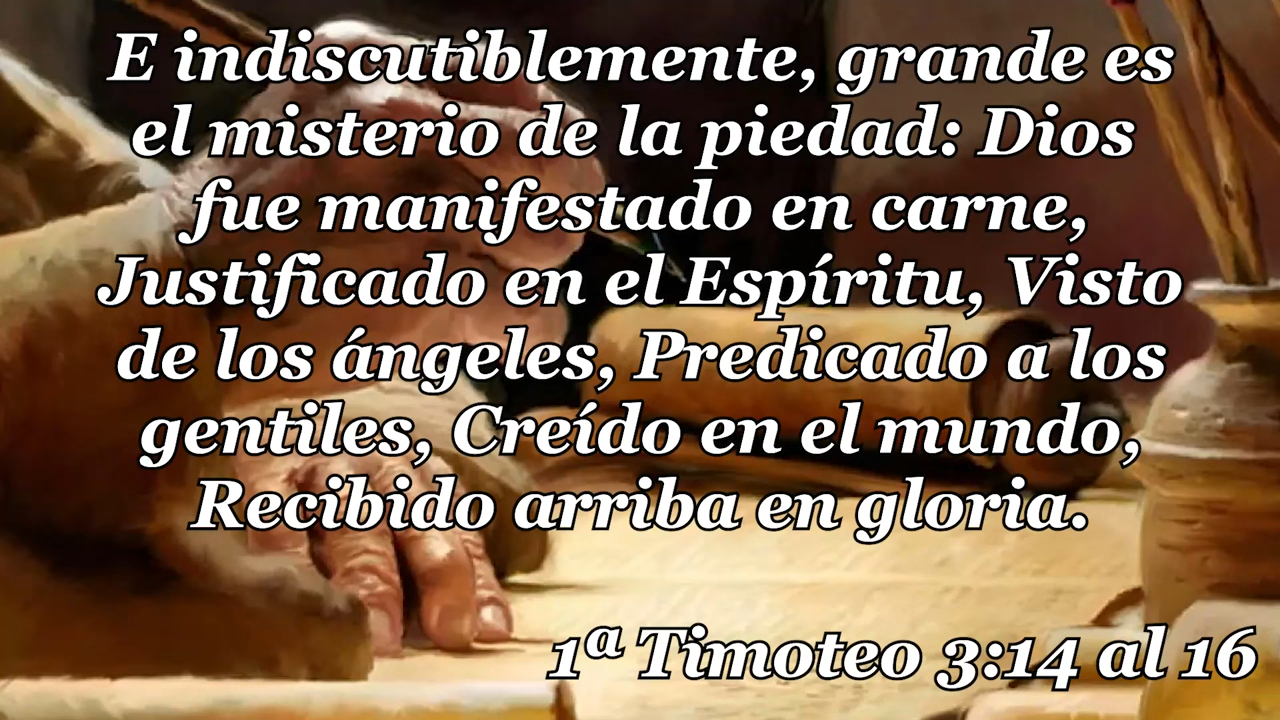 E indiscutiblemente, grande es
el misterio de la piedad: Dios
fue manifestado en carne,
Justificado en el Espíritu, Visto
de los ángeles, Predicado a los
gentiles, Creído en el mundo,
Recibido arriba en gloria.
1ª Timoteo 3:14 al 16